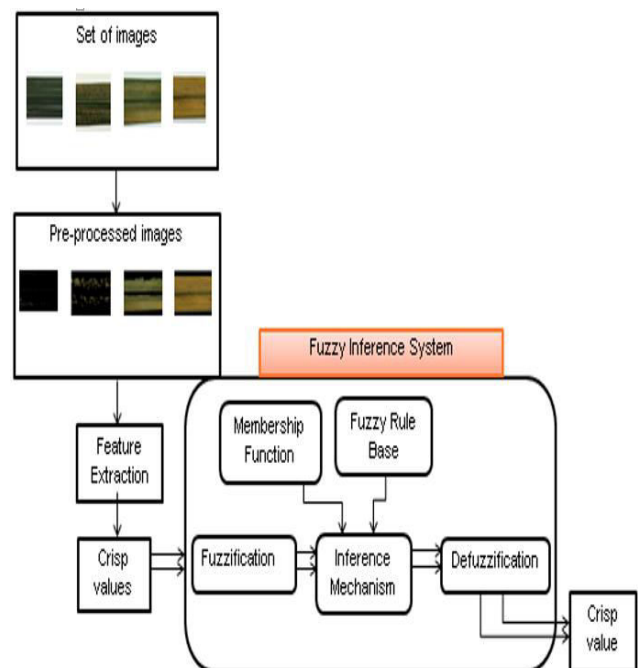 Set of images
Pre-processed images
Fuzzy Inference System
Membership
Function
Fuzzy Rule
Base
Feature
Extraction
Crisp
values
Fuzzification
Inference
Mechanism
Defuzzification
Crisp
value